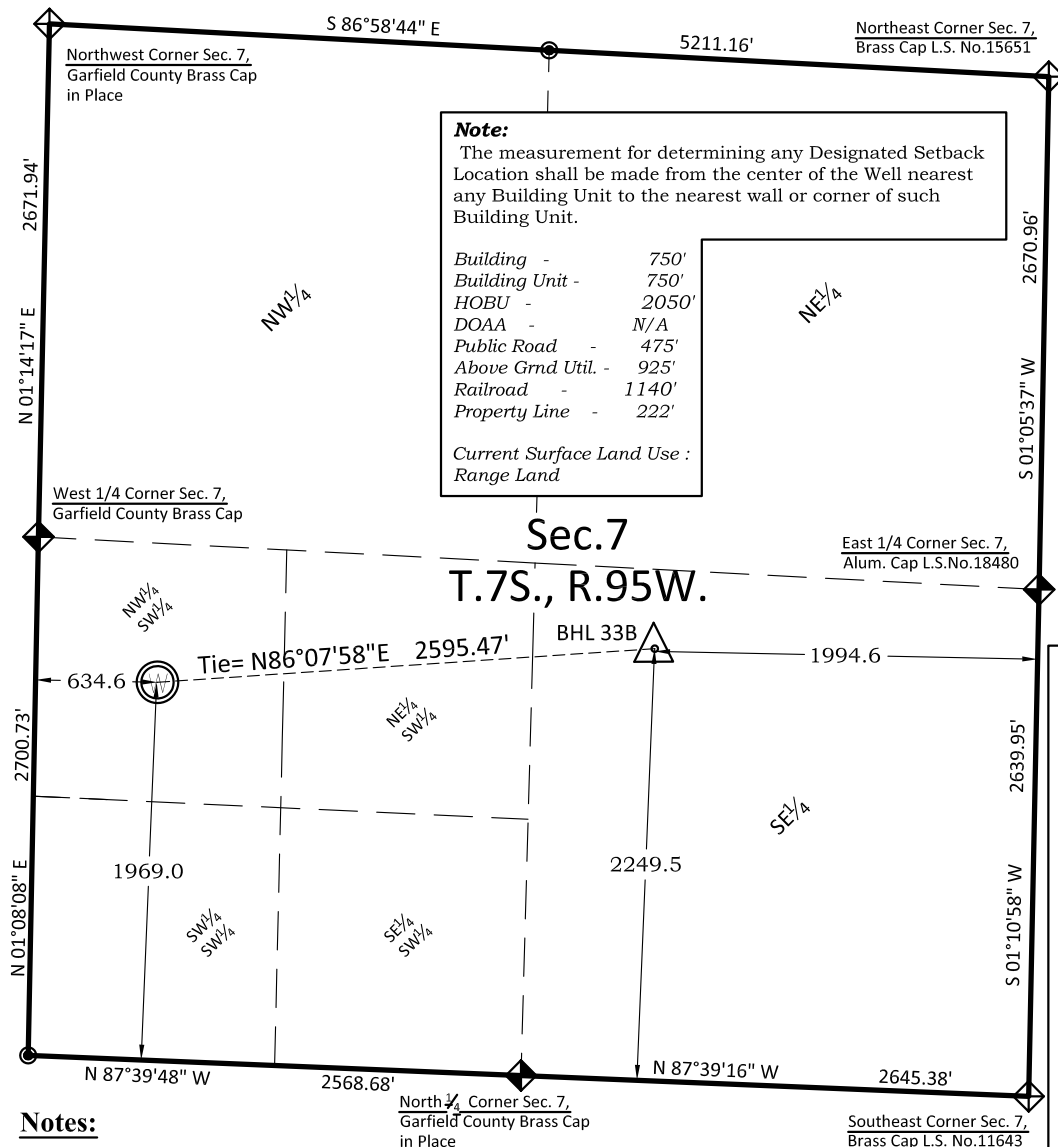 S 86°58'44" E
5211.16'
Northwest Corner Sec. 7,
Garfield County Brass Cap
in Place
Northeast Corner Sec. 7,
Brass Cap L.S. No.15651
Note:
The measurement for determining any Designated Setback
Location shall be made from the center of the Well nearest
any Building Unit to the nearest wall or corner of such
Building Unit.
Building - 750'
Building Unit - 750'
HOBU - 2050'
DOAA - N/A
Public Road - 475'
Above Grnd Util. - 925'
Railroad - 1140'
Property Line - 222'
Current Surface Land Use :
Range Land
2671.94'
N 01°14'17" E
2670.96'
S 01°05'37" W
NW¼
NE¼
West 1/4 Corner Sec. 7,
Garfield County Brass Cap
Sec.7
T.7S., R.95W.
East 1/4 Corner Sec. 7,
Alum. Cap L.S.No.18480
NW¼
SW¼
BHL 33B
Tie= N86°07'58"E 2595.47'
1994.6
634.6
W
NE¼
SW¼
2700.73'
N 01°08'08" E
2639.95'
S 01°10'58" W
SE¼
1969.0
2249.5
SW¼
SW¼
SE¼
SW¼
N 87°39'48" W
2568.68'
N 87°39'16" W
2645.38'
North ¼ Corner Sec. 7,
Garfield County Brass Cap
in Place
Southeast Corner Sec. 7,
Brass Cap L.S. No.11643
Notes: